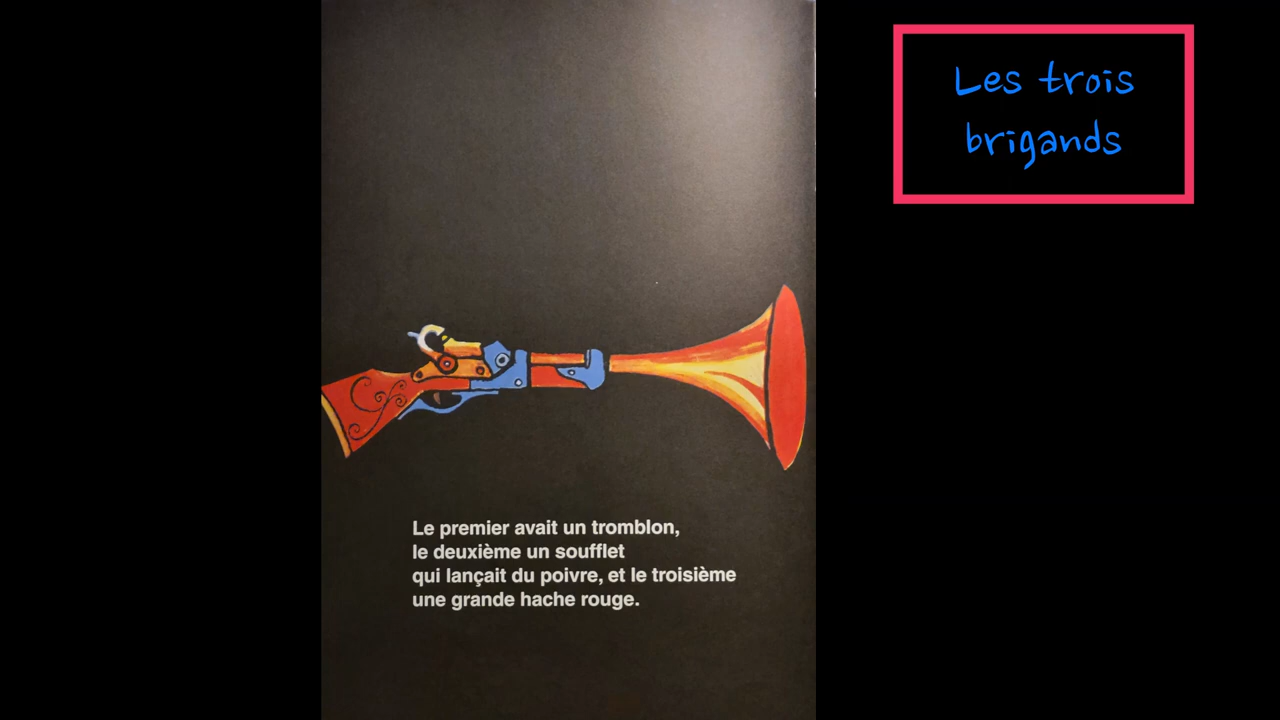 Les trois
brigands
Le premier avait un tromblon,
le deuxième un soufflet
qui lançait du poivre, et le troisième
une grande hache rouge.